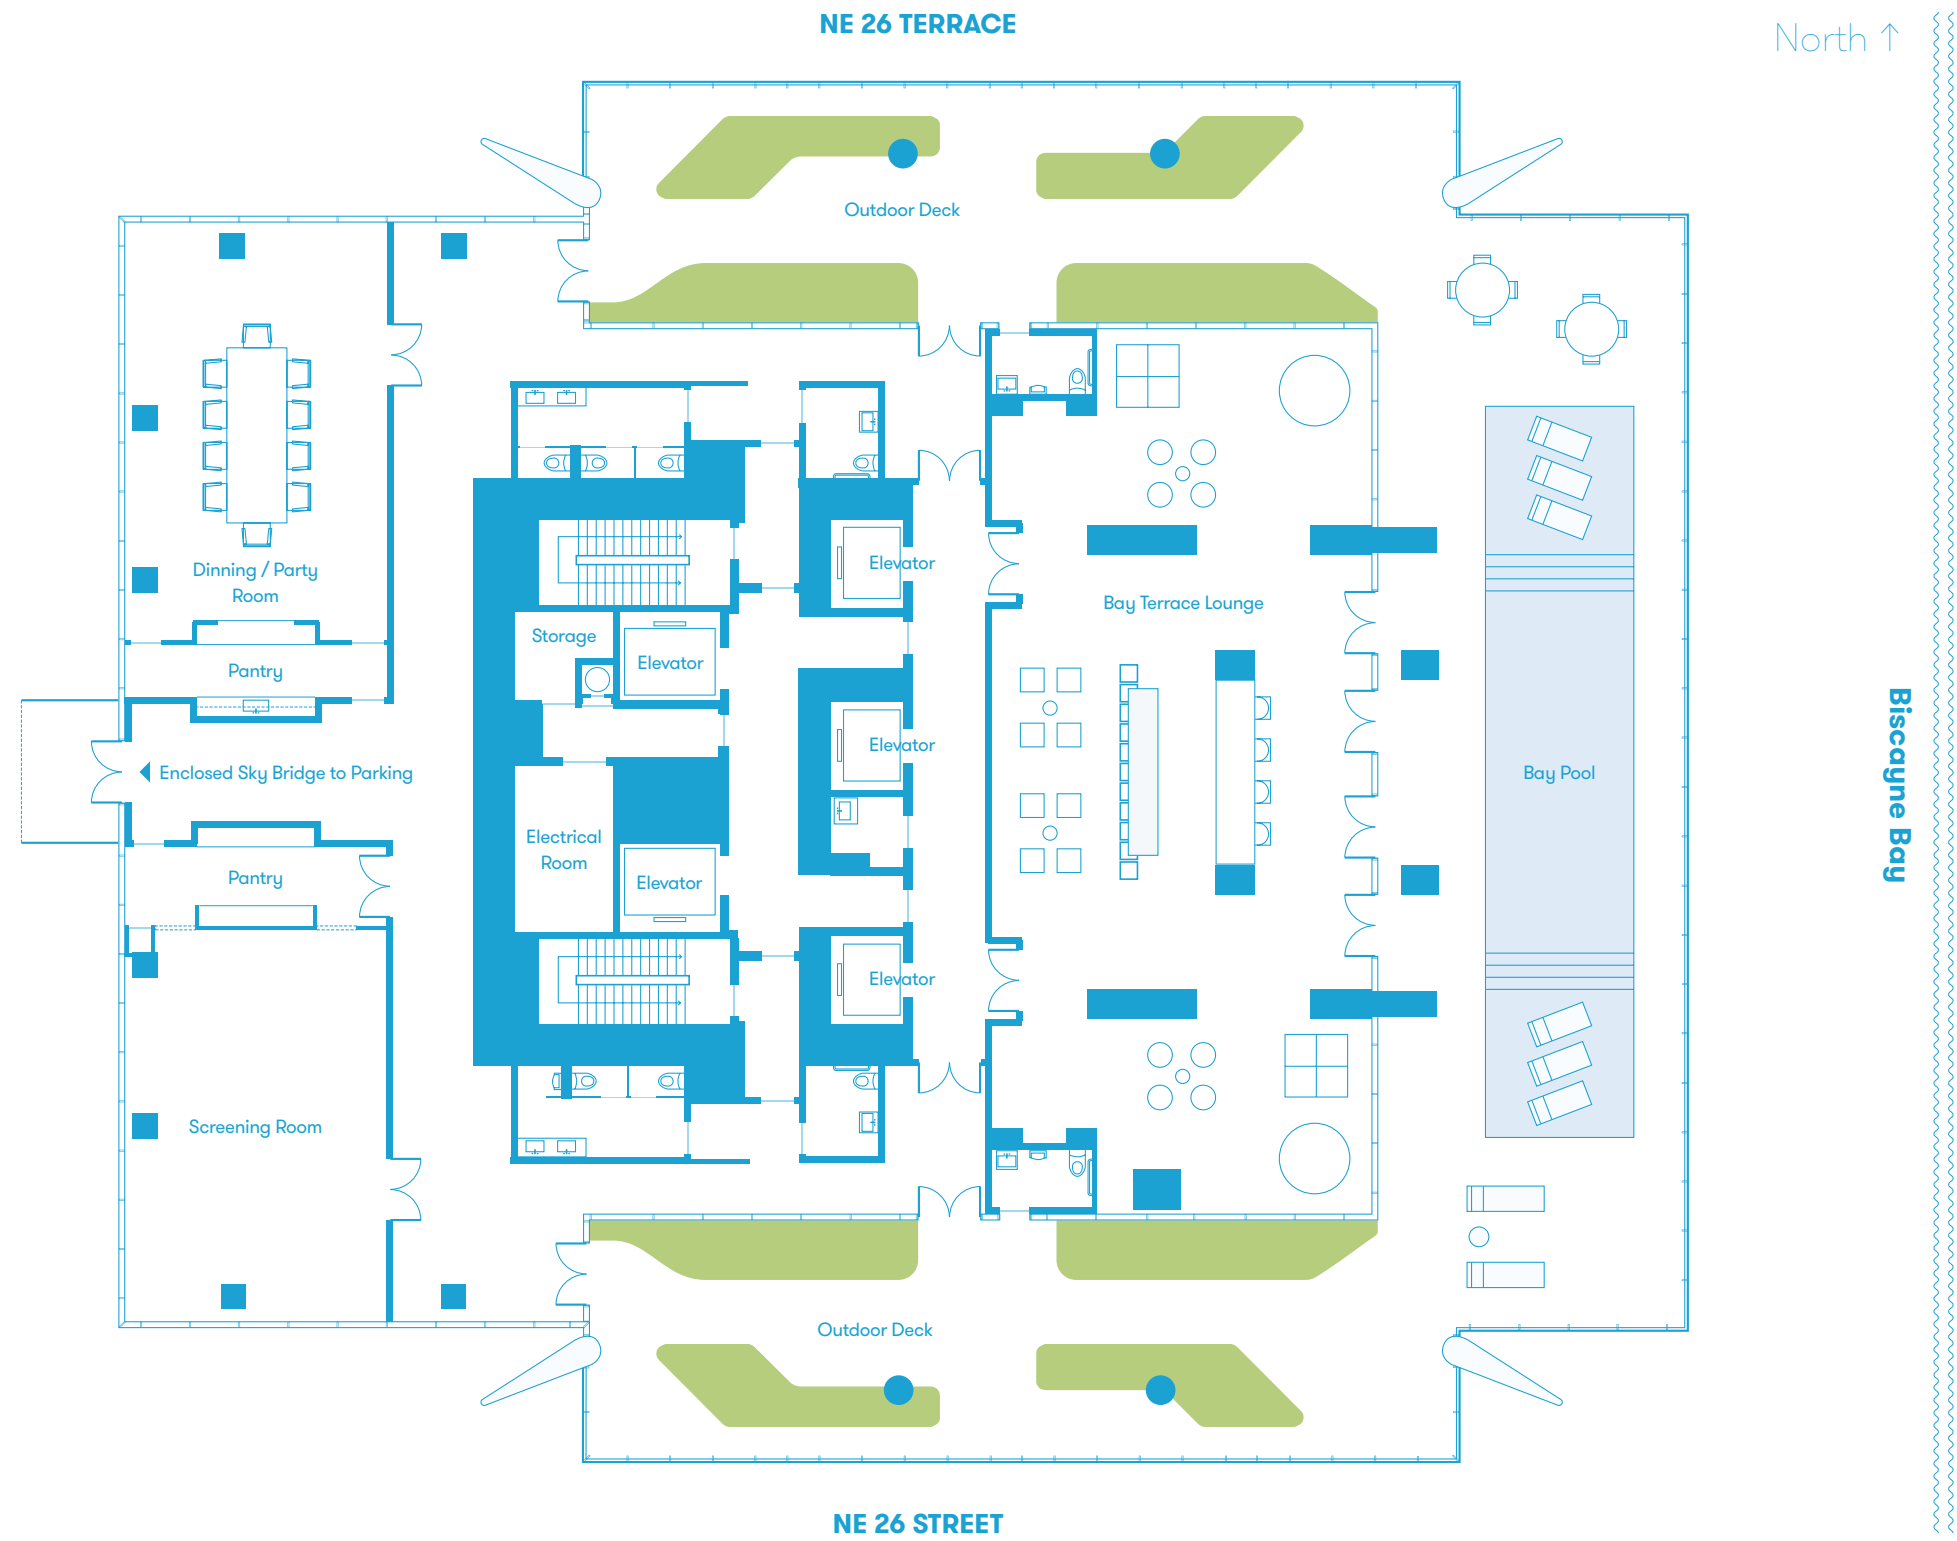 NE 26 TERRACE
North ↑
Outdoor Deck
Elevator
Dinning / Party
Room
Bay Terrace Lounge
Storage
Elevator
Pantry
Elevator
Enclosed Sky Bridge to Parking
Bay Pool
Biscayne Bay
Electrical
Room
Pantry
Elevator
Elevator
Screening Room
Outdoor Deck
NE 26 STREET